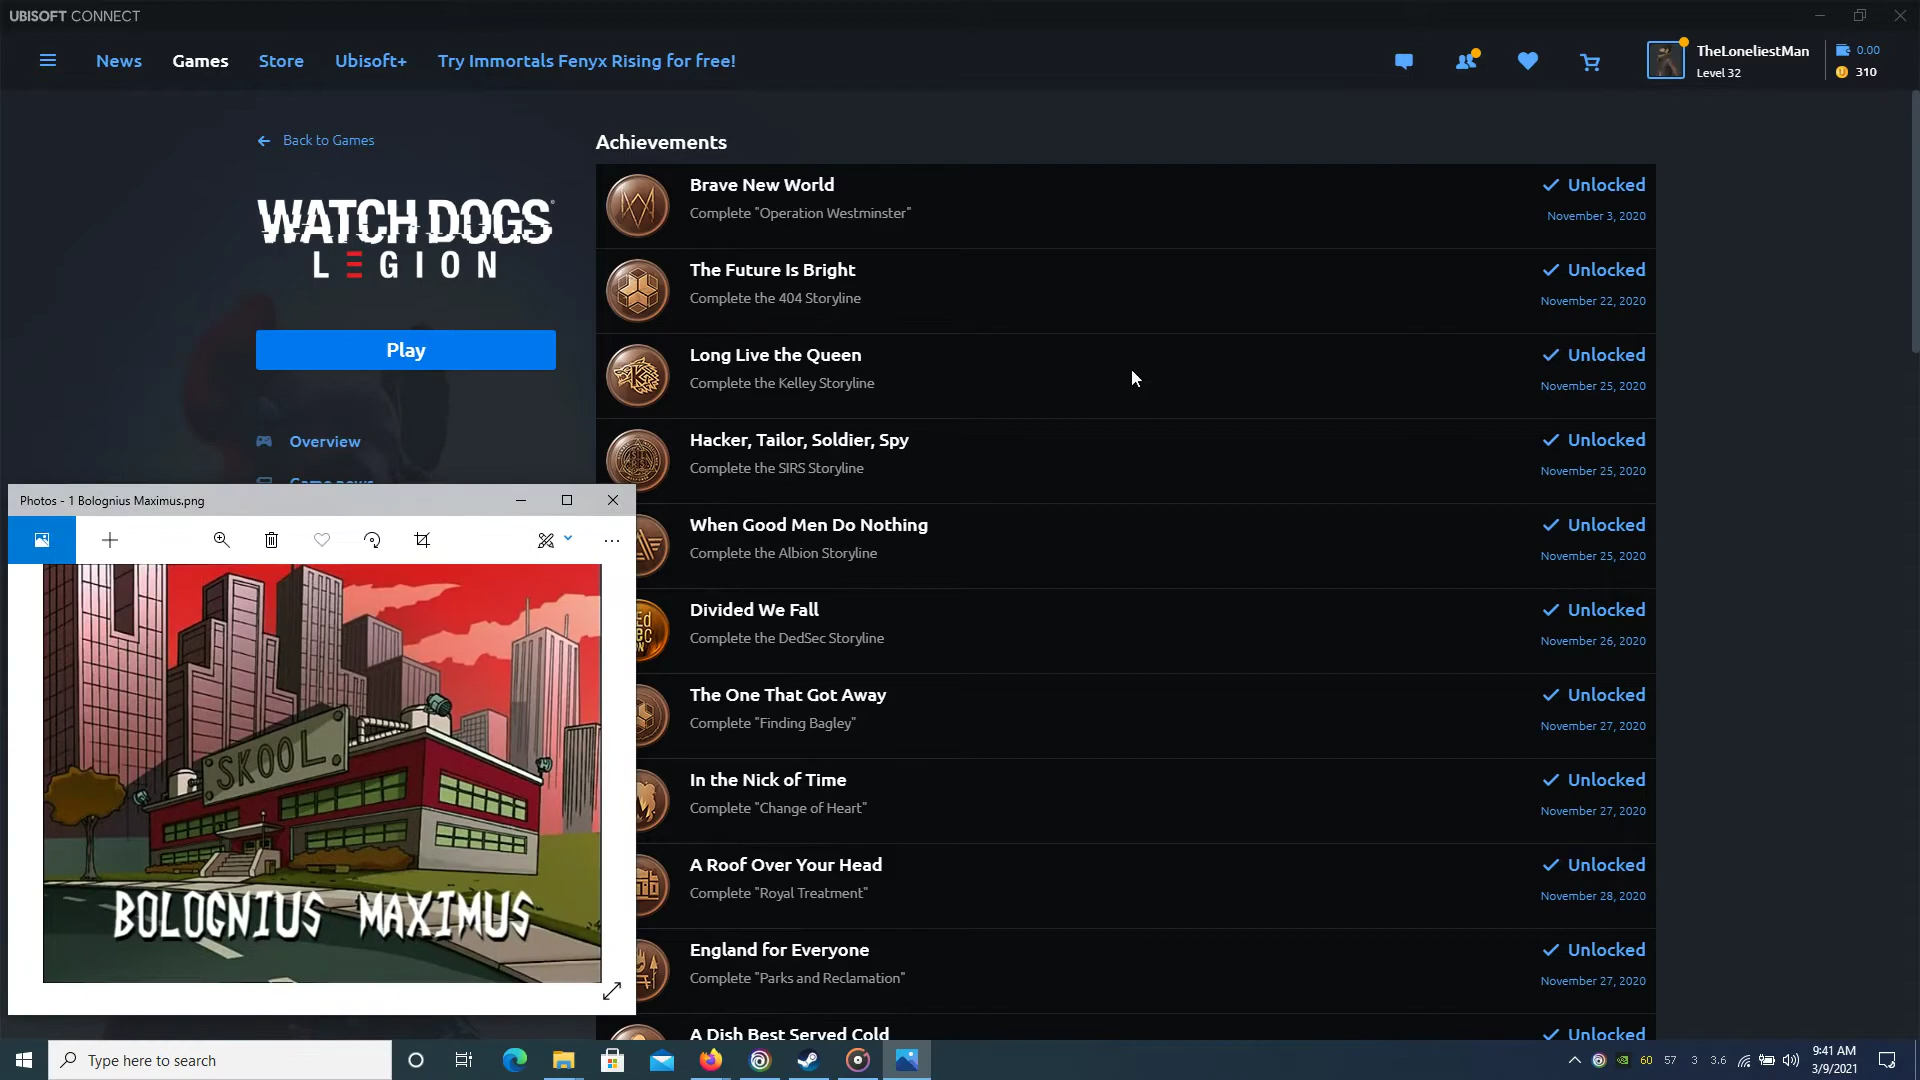 UBISOFT CONNECT
News
Games
Store
Ubisoft+
Try Immortals Fenyx Rising for free!
TheLoneliestMan
Level 32
0.00
310
Back to Games
WATCH DOGS
LEGION
Play
Overview
Game news
Achievements
Brave New World
Complete "Operation Westminster"
Unlocked
November 3, 2020
The Future Is Bright
Complete the 404 Storyline
Unlocked
November 22, 2020
Long Live the Queen
Complete the Kelley Storyline
Unlocked
November 25, 2020
Hacker, Tailor, Soldier, Spy
Complete the SIRS Storyline
Unlocked
November 25, 2020
When Good Men Do Nothing
Complete the Albion Storyline
Unlocked
November 25, 2020
Divided We Fall
Complete the DedSec Storyline
Unlocked
November 26, 2020
The One That Got Away
Complete "Finding Bagley"
Unlocked
November 27, 2020
In the Nick of Time
Complete "Change of Heart"
Unlocked
November 27, 2020
A Roof Over Your Head
Complete "Royal Treatment"
Unlocked
November 28, 2020
England for Everyone
Complete "Parks and Reclamation"
Unlocked
November 27, 2020
A Dish Best Served Cold
Unlocked
Photos - 1 Bolognius Maximus.png
SKOOL
BOLOGNIUS MAXIMUS
Type here to search
60
57
3
3.6
9:41 AM
3/9/2021